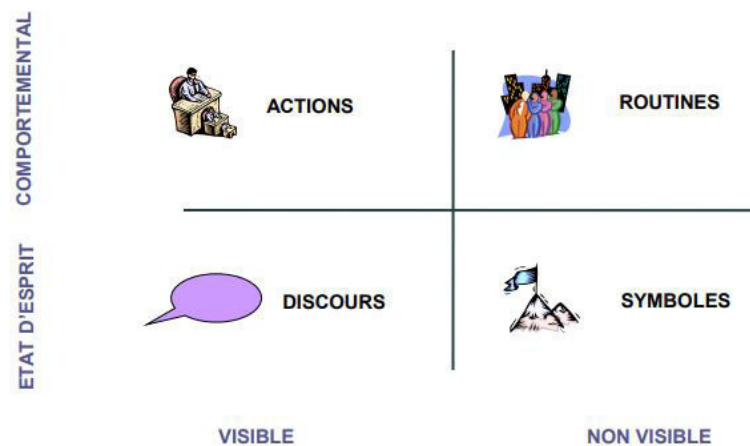 COMPORTEMENTAL
ACTIONS
ROUTINES
ETAT D'ESPRIT
DISCOURS
SYMBOLES
VISIBLE
NON VISIBLE